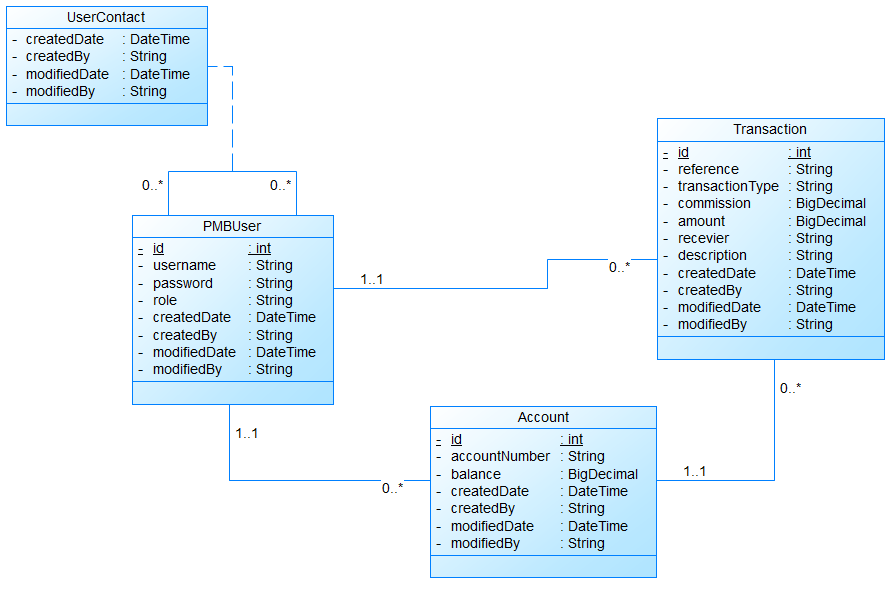 UserContact
- createdDate : DateTime
- createdBy : String
- modifiedDate : DateTime
- modifiedBy : String
0..* 0..*
PMBUser
- id : int
- username : String
- password : String
- role : String
- createdDate : DateTime
- createdBy : String
- modifiedDate : DateTime
- modifiedBy : String
1..1
0..*
Transaction
- id : int
- reference : String
- transactionType : String
- commission : BigDecimal
- amount : BigDecimal
- recevier : String
- description : String
- createdDate : DateTime
- createdBy : String
- modifiedDate : DateTime
- modifiedBy : String
0..*
1..1
1..1
0..*
Account
- id : int
- accountNumber : String
- balance : BigDecimal
- createdDate : DateTime
- createdBy : String
- modifiedDate : DateTime
- modifiedBy : String